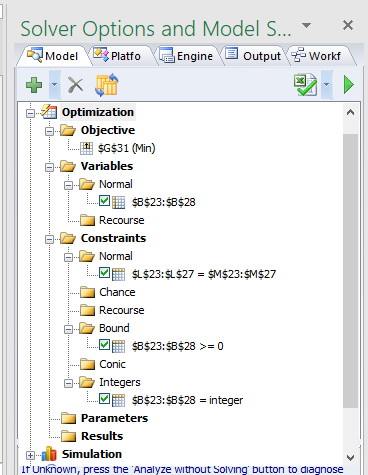 Solver Options and Model S...
Model Platfo Engine Output Workf
Optimization
Objective
$G$31 (Min)
Variables
Normal
$B$23:$B$28
Recourse
Constraints
Normal
$L$23:$L$27 = $M$23:$M$27
Chance
Recourse
Bound
$B$23:$B$28 >= 0
Conic
Integers
$B$23:$B$28 = integer
Parameters
Results
Simulation
If Unknown, press the 'Analyze without Solving' button to diagnose